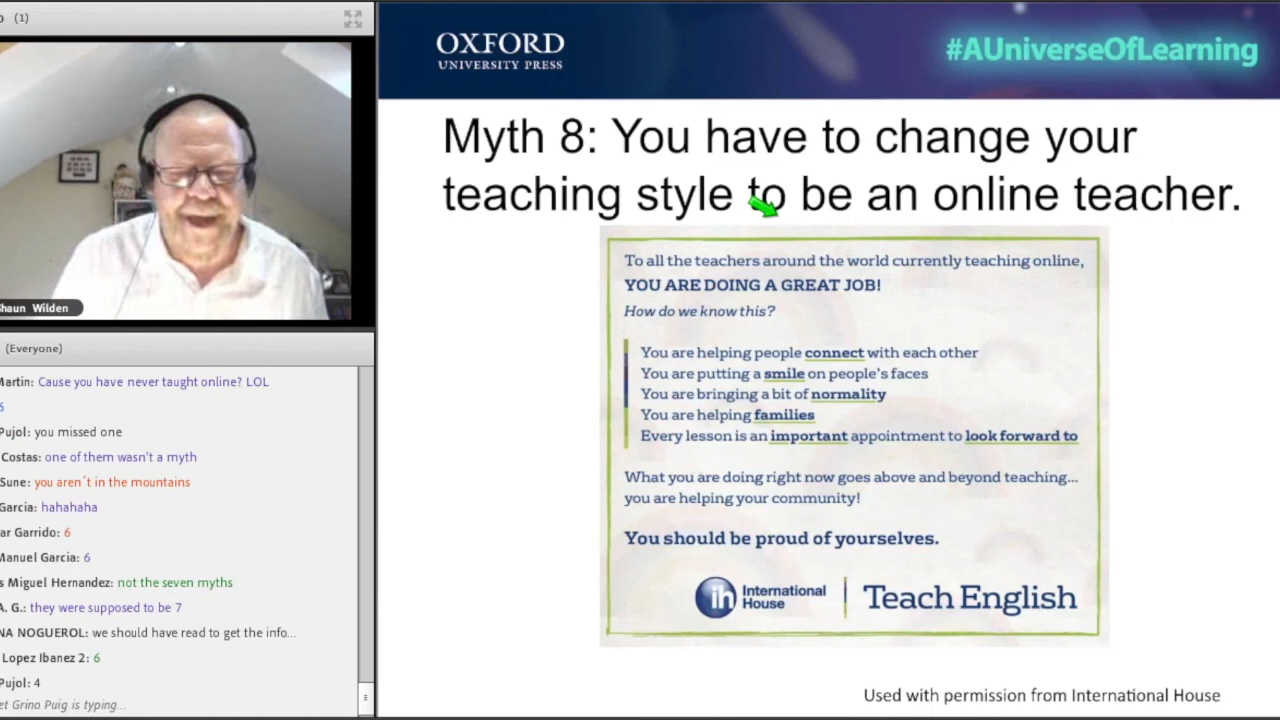 o (1)
OXFORD
UNIVERSITY PRESS
#AUniverseOfLearning
Myth 8: You have to change your
teaching style to be an online teacher.
Shaun Wilden
To all the teachers around the world currently teaching online,
YOU ARE DOING A GREAT JOB!
How do we know this?
You are helping people connect with each other
You are putting a smile on people's faces
You are bringing a bit of normality
You are helping families
Every lesson is an important appointment to look forward to
What you are doing right now goes above and beyond teaching...
you are helping your community!
You should be proud of yourselves.
ih International
House
Teach English
Used with permission from International House
(Everyone)
Martin: Cause you have never taught online? LOL
6
Pujol: you missed one
Costas: one of them wasn't a myth
Sune: you aren´t in the mountains
Garcia: hahahaha
ar Garrido: 6
Manuel Garcia: 6
s Miguel Hernandez: not the seven myths
A. G.: they were supposed to be 7
NA NOGUEROL: we should have read to get the info...
Lopez Ibanez 2: 6
Pujol: 4
et Grino Puig is typing...